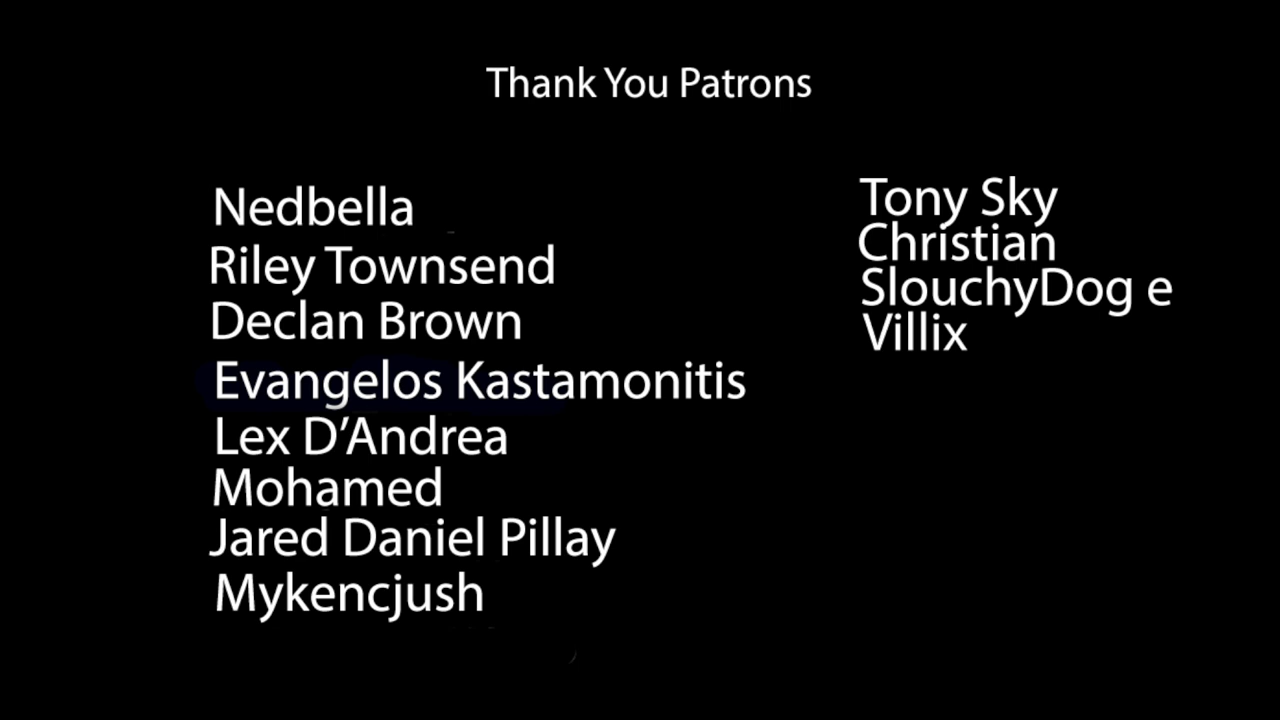 Thank You Patrons
Nedbella
Riley Townsend
Declan Brown
Evangelos Kastamonitis
Lex D’Andrea
Mohamed
Jared Daniel Pillay
Mykencjush
Tony Sky
Christian
SlouchyDog e
Villix